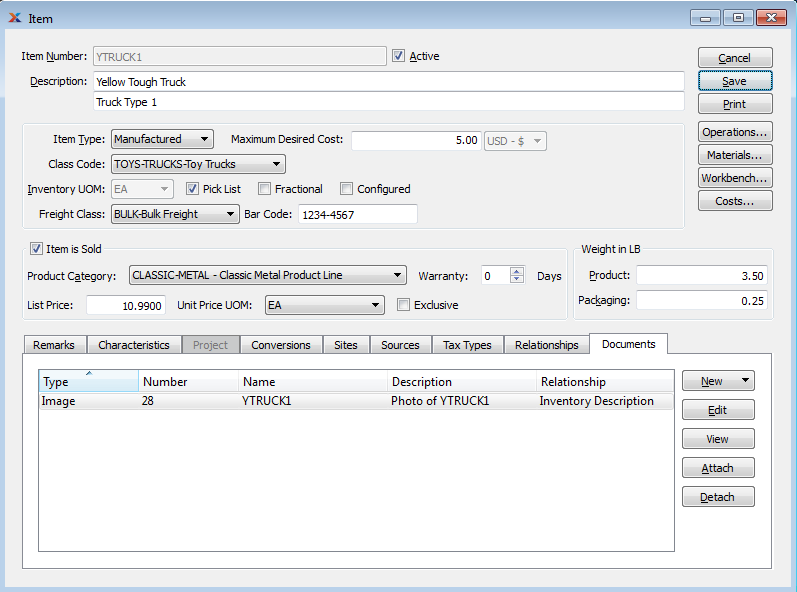 Item
Item Number: YTRUCK1 Active
Cancel
Description: Yellow Tough Truck
Save
Truck Type 1
Print
Item Type: Manufactured Maximum Desired Cost: 5.00 USD - $
Operations...
Class Code: TOYS-TRUCKS-Toy Trucks
Materials...
Inventory UOM: EA Pick List Fractional Configured
Workbench...
Freight Class: BULK-Bulk Freight Bar Code: 1234-4567
Costs...
Item is Sold
Weight in LB
Product Category: CLASSIC-METAL - Classic Metal Product Line Warranty: 0 Days
Product: 3.50
List Price: 10.9900 Unit Price UOM: EA Exclusive
Packaging: 0.25
Remarks Characteristics Project Conversions Sites Sources Tax Types Relationships Documents
Type Number Name Description Relationship
New
Image 28 YTRUCK1 Photo of YTRUCK1 Inventory Description
Edit
View
Attach
Detach